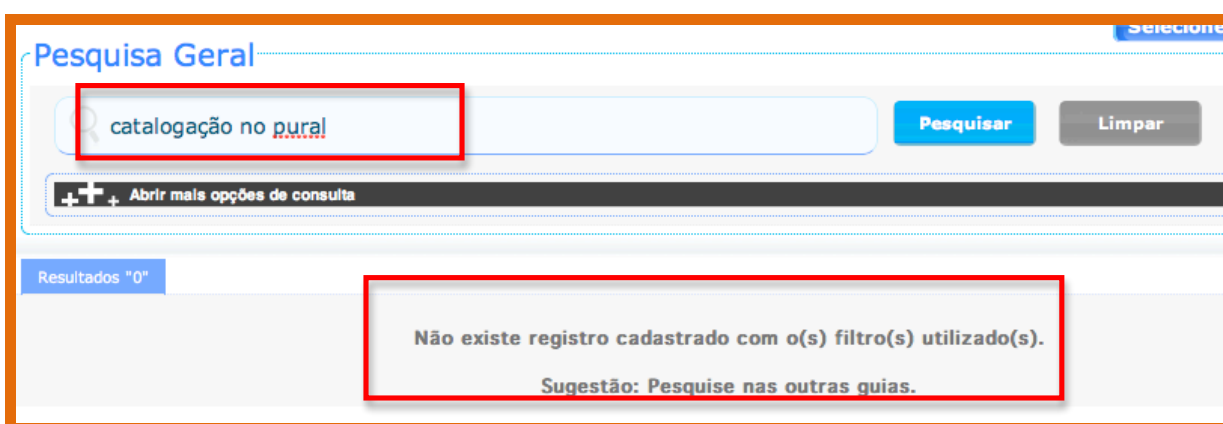 Selecione
Pesquisa Geral
catalogação no pural
Pesquisar
Limpar
Abrir mais opções de consulta
Resultados "0"
Não existe registro cadastrado com o(s) filtro(s) utilizado(s).
Sugestão: Pesquise nas outras guias.